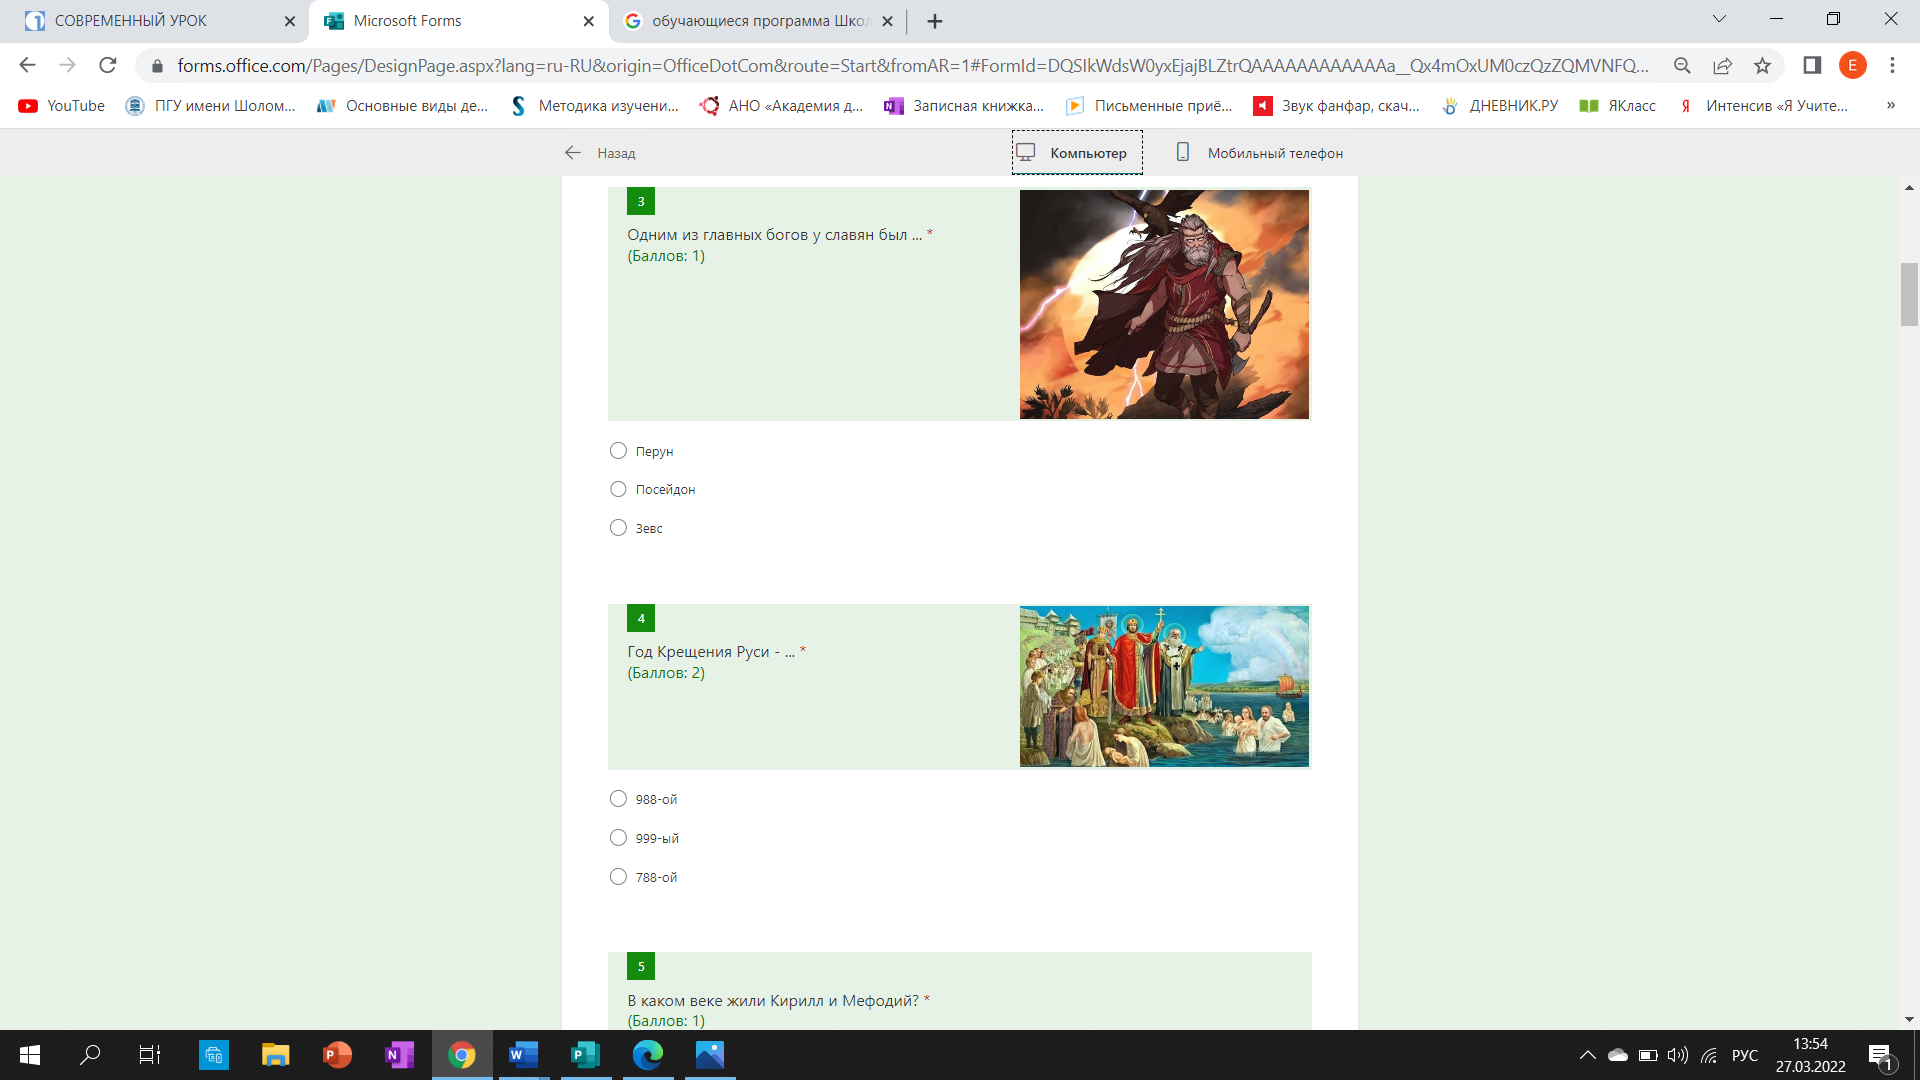 СОВРЕМЕННЫЙ УРОК
Microsoft Forms
обучающиеся программа Шко
forms.office.com/Pages/DesignPage.aspx?lang=ru-RU&origin=OfficeDotCom&route=Start&fromAR=1#FormId=DQSIkWdsW0yxEjajBLZtrQAAAAAAAAAAAAa__Qx4mOxUM0czQzZQMVNFQ...
E
YouTube
ПГУ имени Шолом...
Основные виды де...
Методика изучени...
АНО «Академия д...
Записная книжка...
Письменные приё...
Звук фанфар, скач...
ДНЕВНИК.РУ
ЯКласс
Интенсив «Я Учите...
»
Назад
Компьютер
Мобильный телефон
3
Одним из главных богов у славян был ... *
(Баллов: 1)
Перун
Посейдон
Зевс
4
Год Крещения Руси - ... *
(Баллов: 2)
988-ой
999-ый
788-ой
5
В каком веке жили Кирилл и Мефодий? *
(Баллов: 1)
РУС
13:54
27.03.2022
1